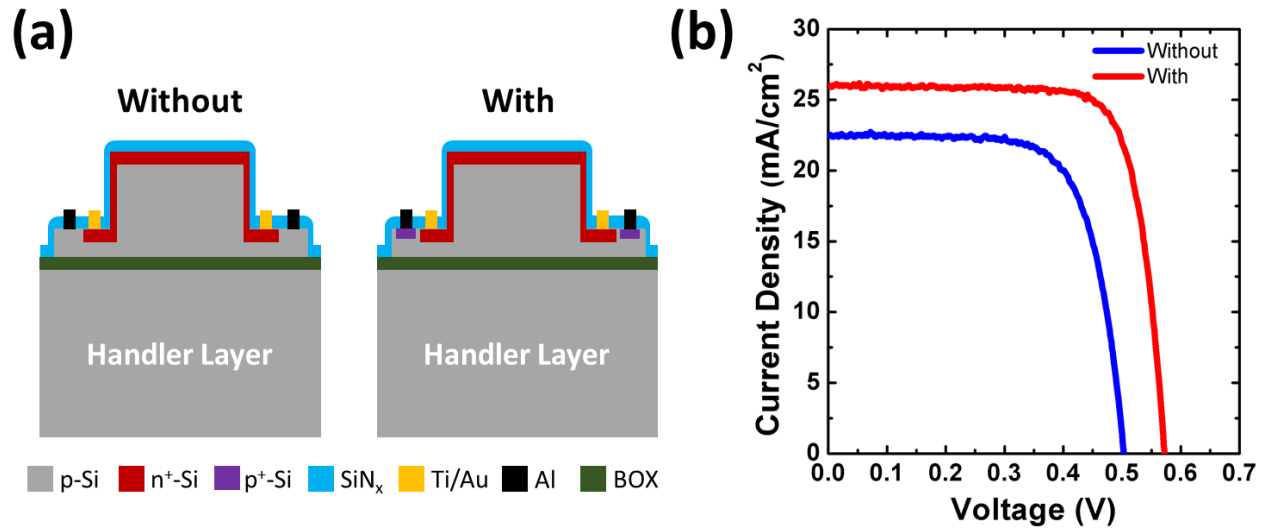 (a)
Without
With
Handler Layer
Handler Layer
p-Si
n⁺-Si
p⁺-Si
SiNₓ
Ti/Au
Al
BOX
(b)
Current Density (mA/cm²)
30
25
20
15
10
5
0
Without
With
0.0 0.1 0.2 0.3 0.4 0.5 0.6 0.7
Voltage (V)